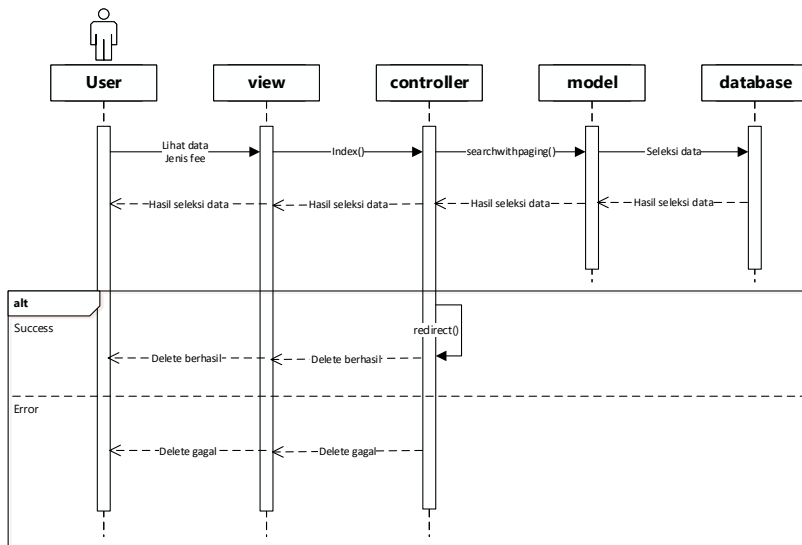 User
view
controller
model
database
Lihat data
Jenis fee
Index()
searchwithpaging()
Seleksi data
Hasil seleksi data
Hasil seleksi data
Hasil seleksi data
Hasil seleksi data
alt
Success
redirect()
Delete berhasil
Delete berhasil
Error
Delete gagal
Delete gagal